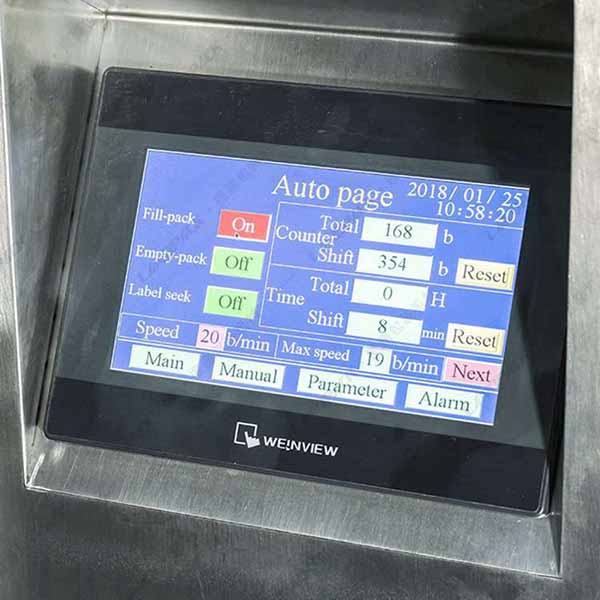 Auto page 2018/01/25
10:58:20
Fill-pack On
Empty-pack Off
Label seek Off
Counter
Total 168 b
Shift 354 b Reset
Time
Total 0 H
Shift 8 min Reset
Speed 20 b/min Max speed 19 b/min Next
Main Manual Parameter Alarm
WE!NVIEW